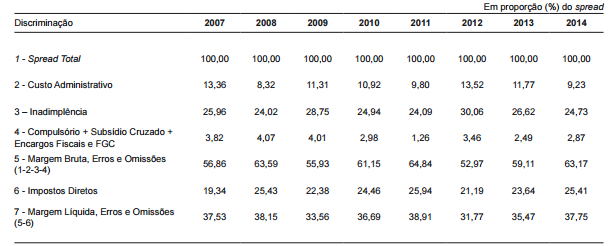 Em proporção (%) do spread
Discriminação 2007 2008 2009 2010 2011 2012 2013 2014
1 - Spread Total 100,00 100,00 100,00 100,00 100,00 100,00 100,00 100,00
2 - Custo Administrativo 13,36 8,32 11,31 10,92 9,80 13,52 11,77 9,23
3 – Inadimplência 25,96 24,02 28,75 24,94 24,09 30,06 26,62 24,73
4 - Compulsório + Subsídio Cruzado +
Encargos Fiscais e FGC 3,82 4,07 4,01 2,98 1,26 3,46 2,49 2,87
5 - Margem Bruta, Erros e Omissões
(1-2-3-4) 56,86 63,59 55,93 61,15 64,84 52,97 59,11 63,17
6 - Impostos Diretos 19,34 25,43 22,38 24,46 25,94 21,19 23,64 25,41
7 - Margem Líquida, Erros e Omissões
(5-6) 37,53 38,15 33,56 36,69 38,91 31,77 35,47 37,75